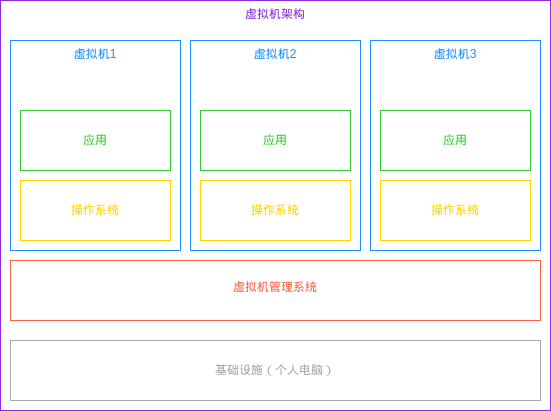 虚拟机架构
虚拟机1
虚拟机2
虚拟机3
应用
应用
应用
操作系统
操作系统
操作系统
虚拟机管理系统
基础设施（个人电脑）